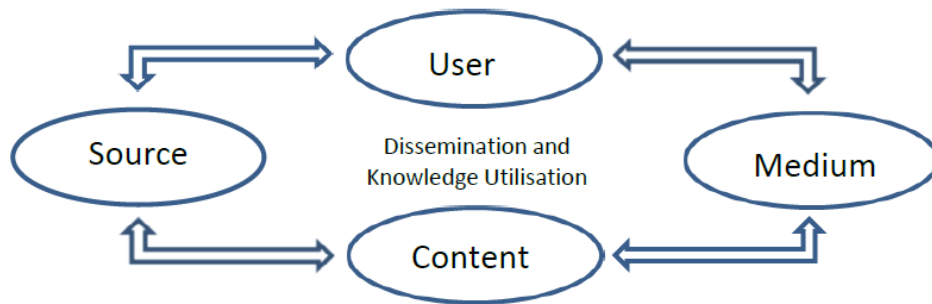 User
Source
Dissemination and
Knowledge Utilisation
Medium
Content